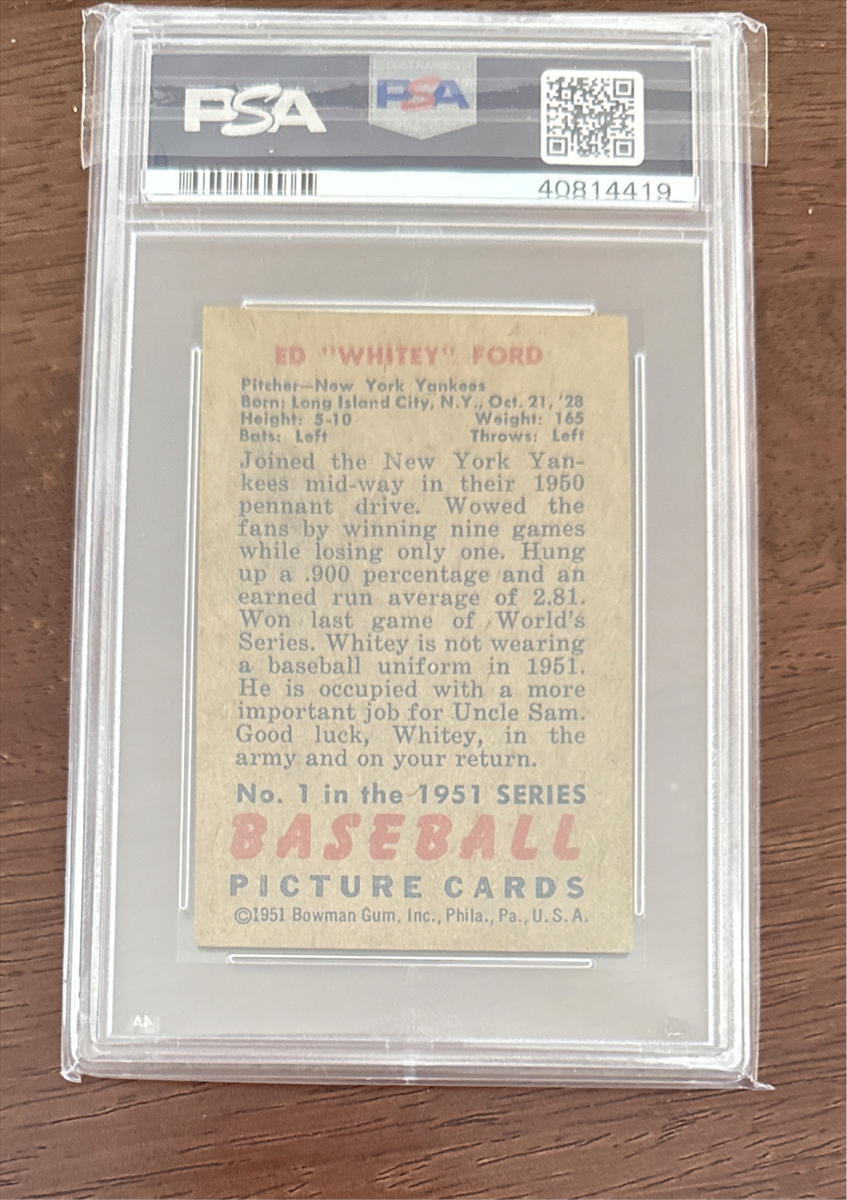 PSA
PSA
40814419
ED "WHITEY" FORD
Pitcher—New York Yankees
Born: Long Island City, N.Y., Oct. 21, '28
Height: 5-10 Weight: 165
Bats: Left Throws: Left
Joined the New York Yan-
kees mid-way in their 1950
pennant drive. Wowed the
fans by winning nine games
while losing only one. Hung
up a .900 percentage and an
earned run average of 2.81.
Won last game of World's
Series. Whitey is not wearing
a baseball uniform in 1951.
He is occupied with a more
important job for Uncle Sam.
Good luck, Whitey, in the
army and on your return.
No. 1 in the 1951 SERIES
BASEBALL
PICTURE CARDS
©1951 Bowman Gum, Inc., Phila., Pa., U.S.A.